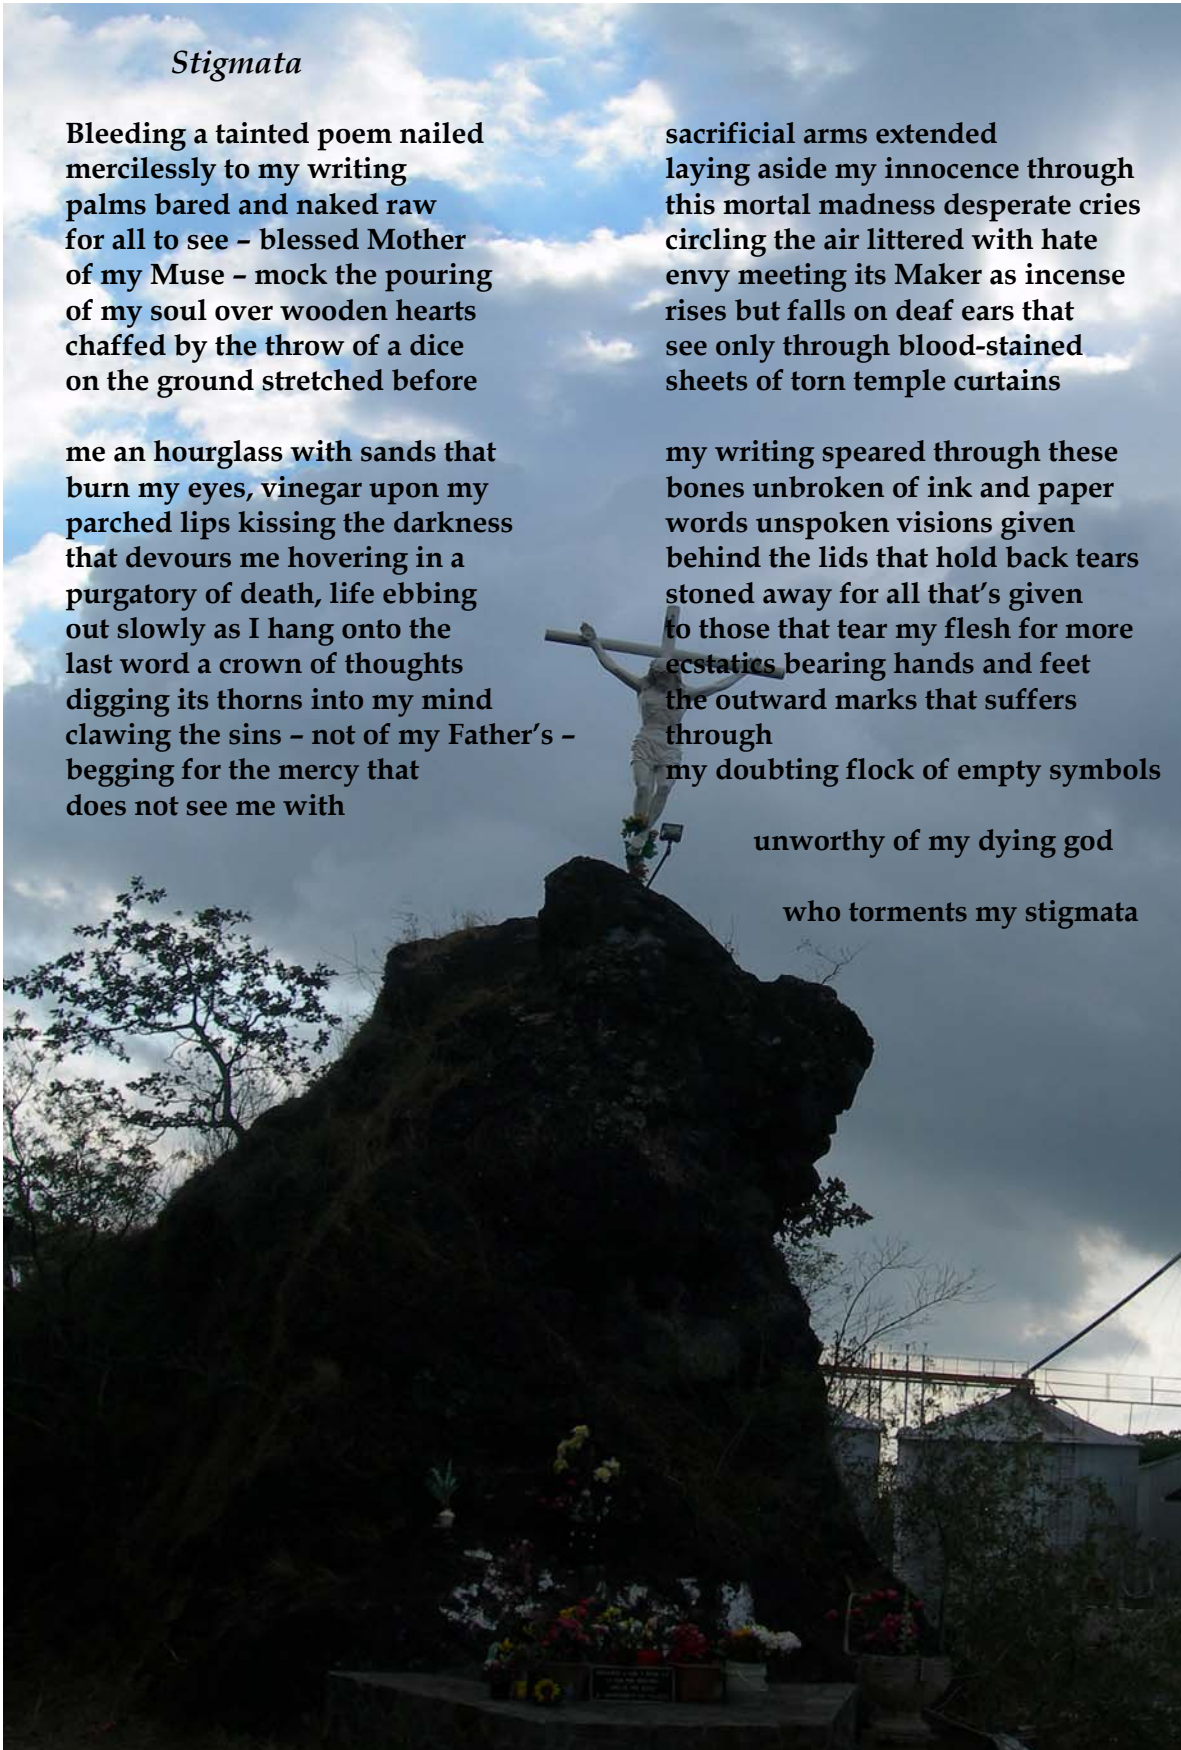 Stigmata
Bleeding a tainted poem nailed
mercilessly to my writing
palms bared and naked raw
for all to see – blessed Mother
of my Muse – mock the pouring
of my soul over wooden hearts
chaffed by the throw of a dice
on the ground stretched before
me an hourglass with sands that
burn my eyes, vinegar upon my
parched lips kissing the darkness
that devours me hovering in a
purgatory of death, life ebbing
out slowly as I hang onto the
last word a crown of thoughts
digging its thorns into my mind
clawing the sins – not of my Father's –
begging for the mercy that
does not see me with
sacrificial arms extended
laying aside my innocence through
this mortal madness desperate cries
circling the air littered with hate
envy meeting its Maker as incense
rises but falls on deaf ears that
see only through blood-stained
sheets of torn temple curtains
my writing speared through these
bones unbroken of ink and paper
words unspoken visions given
behind the lids that hold back tears
stoned away for all that's given
to those that tear my flesh for more
ecstatics bearing hands and feet
the outward marks that suffers
through
my doubting flock of empty symbols
unworthy of my dying god
who torments my stigmata